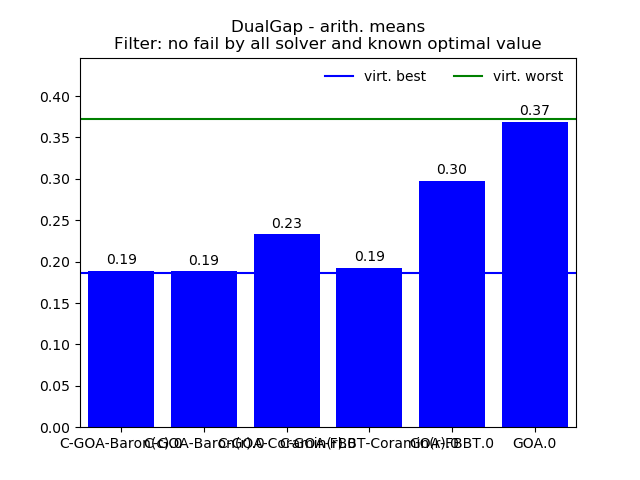 DualGap - arith. means
Filter: no fail by all solver and known optimal value
virt. best virt. worst
0.40
0.35
0.30
0.25
0.20
0.15
0.10
0.05
0.00
0.19 0.19 0.23 0.19 0.30 0.37
C-GOA-Baron GOA.0